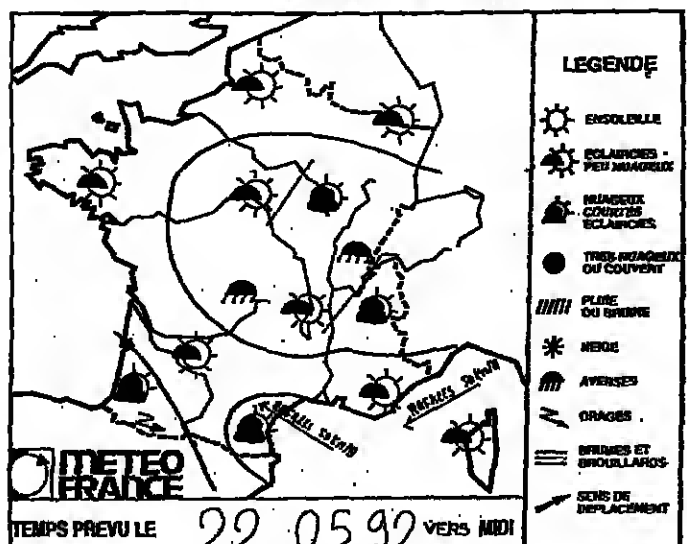 LEGENDE
ENSOLEILLE
ECLAIRCIES -
PEU NUAGEUX
NUAGEUX
COURTES
ECLAIRCIES
TRES NUAGEUX
OU COUVERT
PLUIE
OU BRUINE
NEIGE
AVERSES
ORAGES
BRUMES ET
BROUILLARDS
SENS DE
DEPLACEMENT
METEO
FRANCE
TEMPS PREVU LE 22 05 92 VERS MIDI